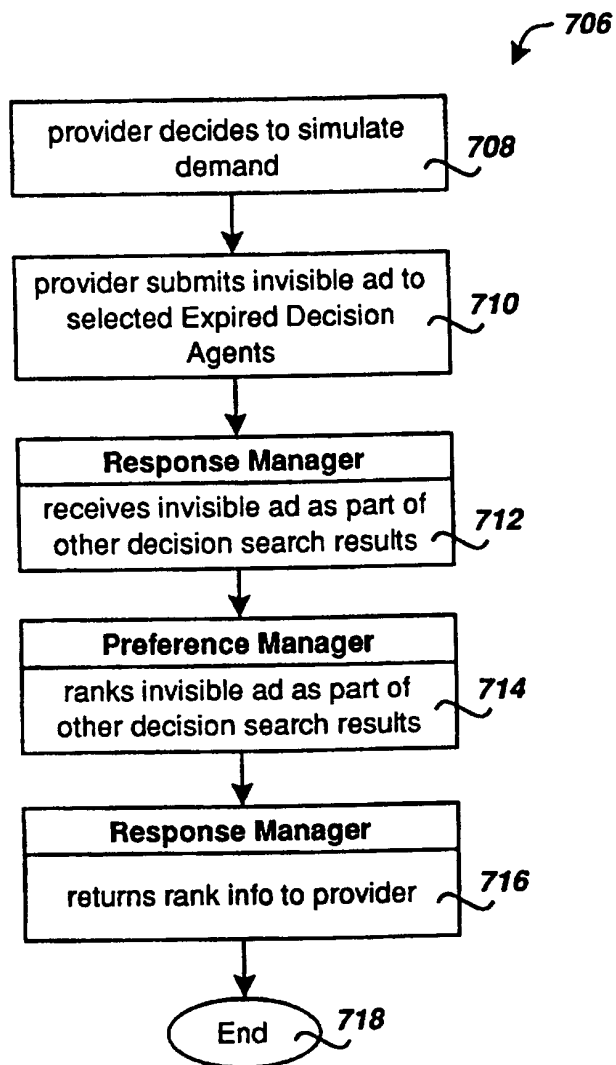 706
provider decides to simulate
demand
708
provider submits invisible ad to
selected Expired Decision
Agents
710
Response Manager
receives invisible ad as part of
other decision search results
712
Preference Manager
ranks invisible ad as part of
other decision search results
714
Response Manager
returns rank info to provider
716
End
718